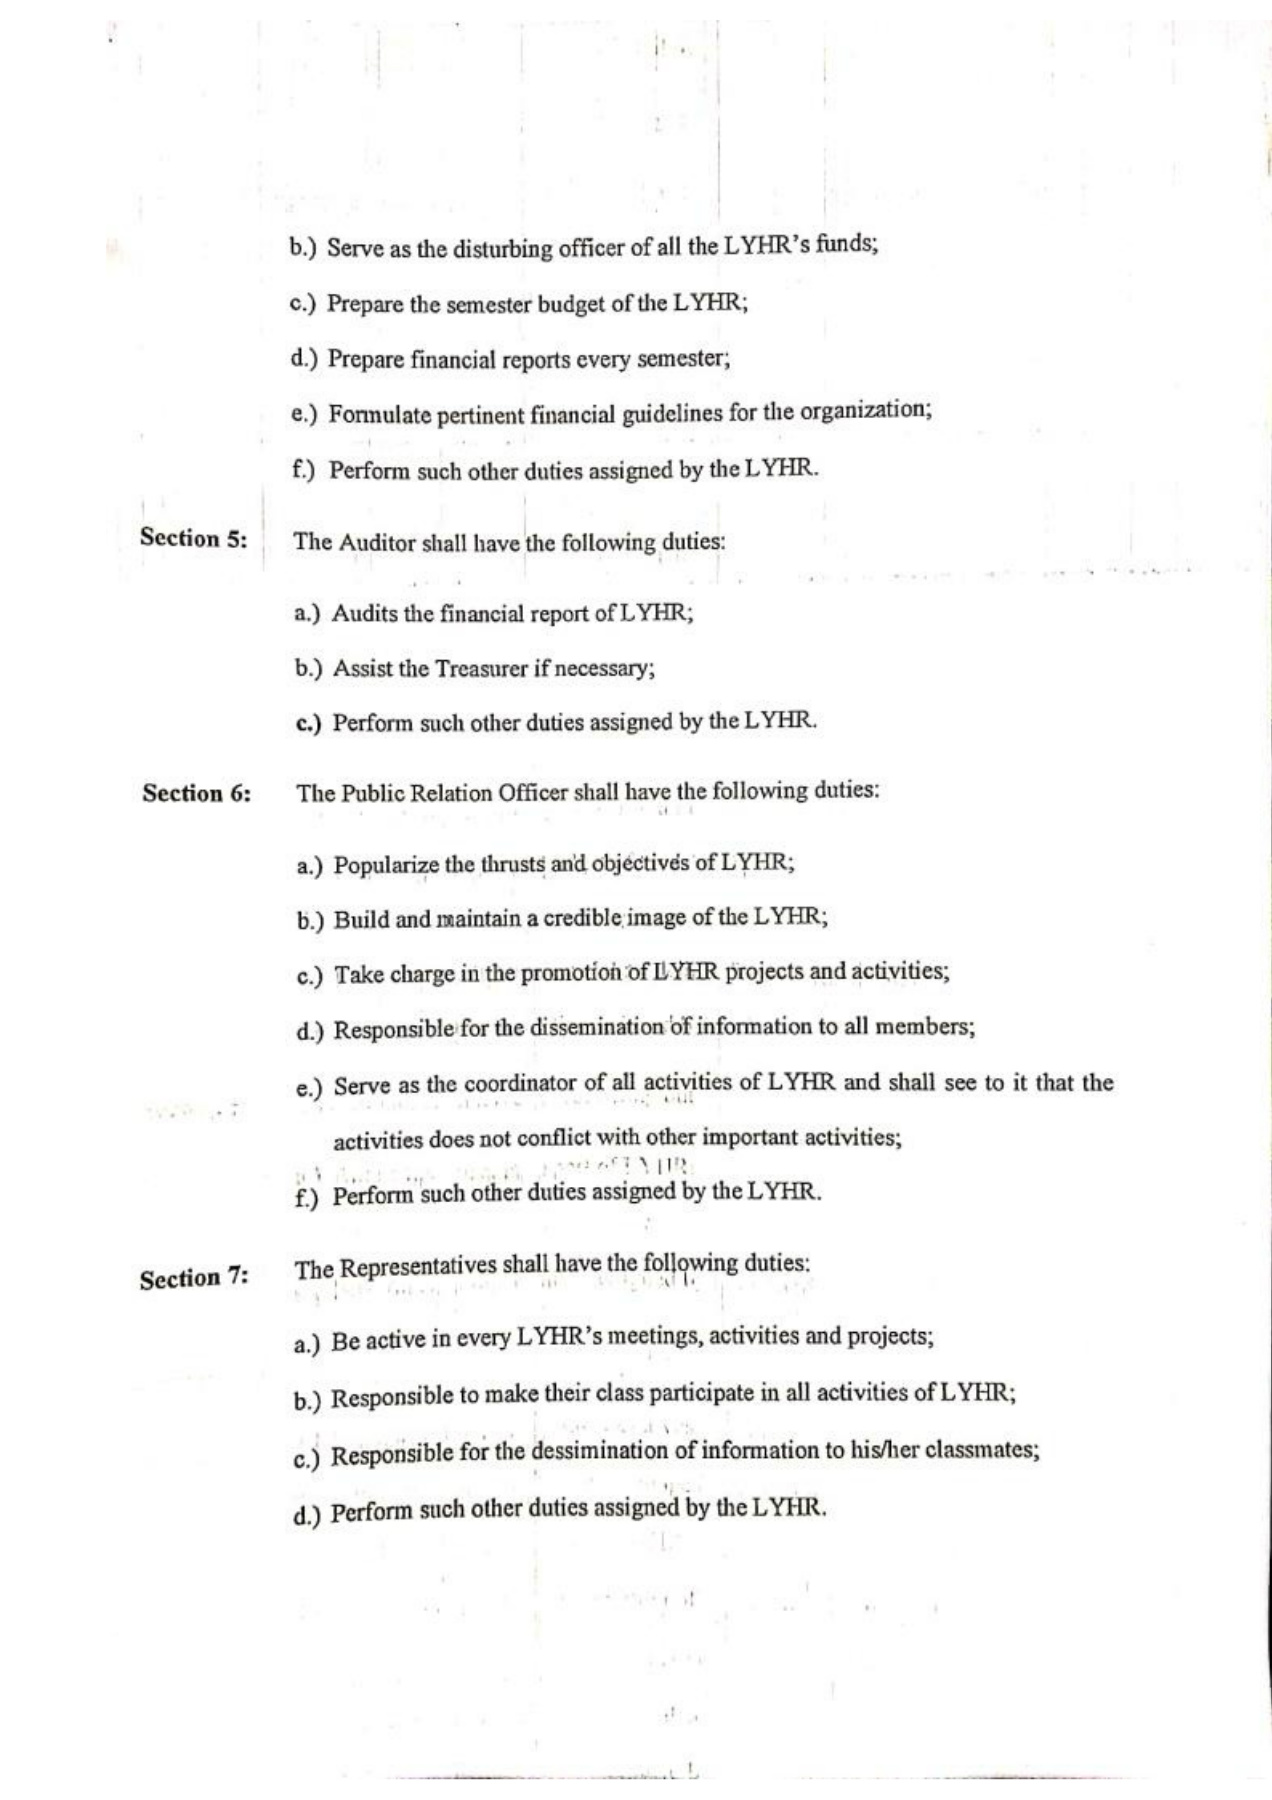 b.) Serve as the disturbing officer of all the LYHR's funds;
c.) Prepare the semester budget of the LYHR;
d.) Prepare financial reports every semester;
e.) Formulate pertinent financial guidelines for the organization;
f.) Perform such other duties assigned by the LYHR.
Section 5: The Auditor shall have the following duties:
a.) Audits the financial report of LYHR;
b.) Assist the Treasurer if necessary;
c.) Perform such other duties assigned by the LYHR.
Section 6: The Public Relation Officer shall have the following duties:
a.) Popularize the thrusts and objectives of LYHR;
b.) Build and maintain a credible image of the LYHR;
c.) Take charge in the promotion of LYHR projects and activities;
d.) Responsible for the dissemination of information to all members;
e.) Serve as the coordinator of all activities of LYHR and shall see to it that the
activities does not conflict with other important activities;
f.) Perform such other duties assigned by the LYHR.
Section 7: The Representatives shall have the following duties:
a.) Be active in every LYHR's meetings, activities and projects;
b.) Responsible to make their class participate in all activities of LYHR;
c.) Responsible for the dessimination of information to his/her classmates;
d.) Perform such other duties assigned by the LYHR.